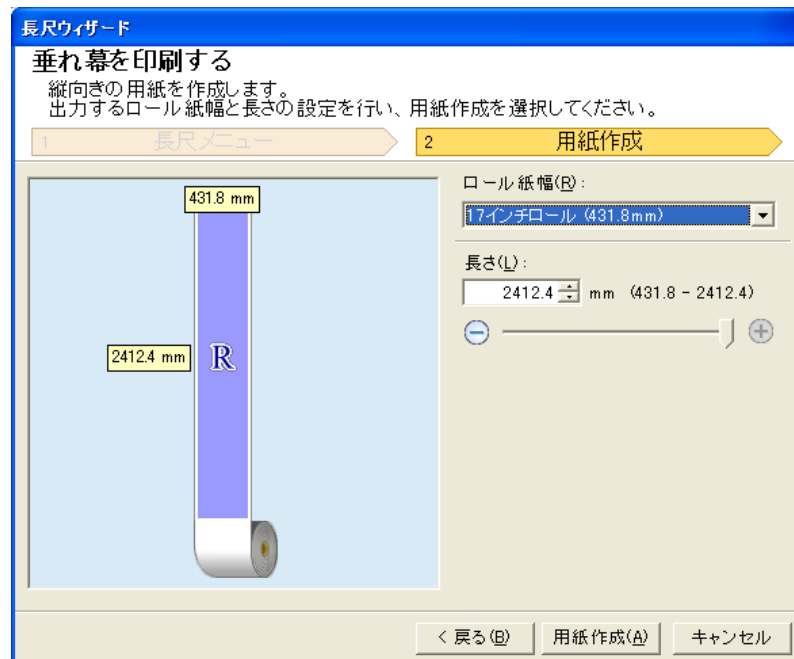 長尺ウィザード
垂れ幕を印刷する
縦向きの用紙を作成します。
出力するロール紙幅と長さの設定を行い、用紙作成を選択してください。
1 長尺メニュー
2 用紙作成
431.8 mm
2412.4 mm
R
ロール紙幅(R):
17インチロール (431.8mm)
長さ(L):
2412.4 mm (431.8 - 2412.4)
< 戻る(B)
用紙作成(A)
キャンセル